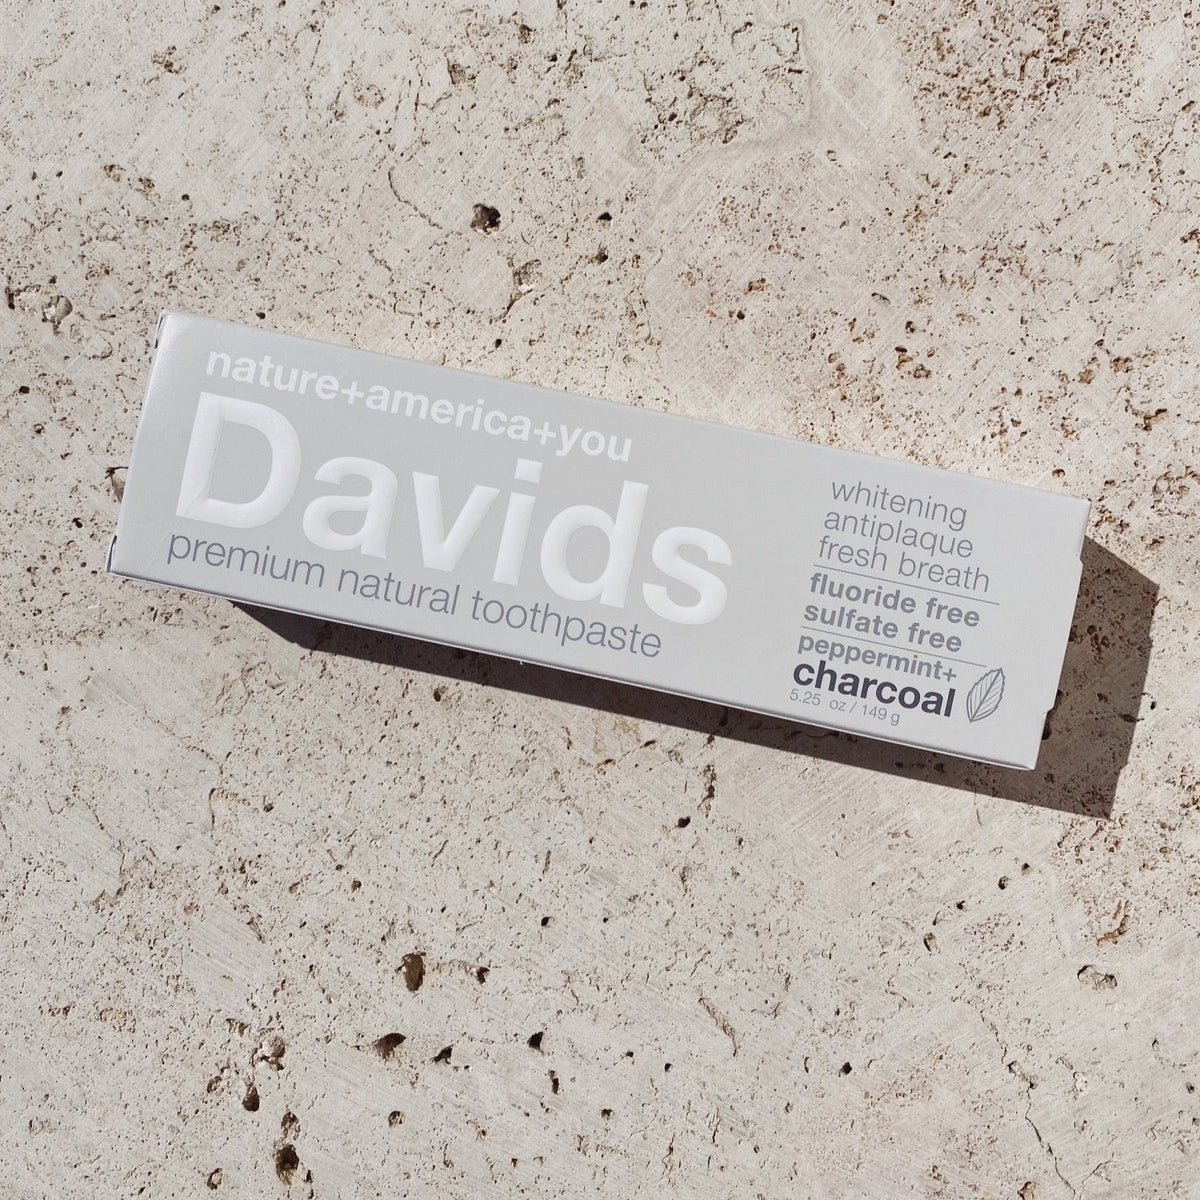 nature+america+you
Davids
premium natural toothpaste
whitening
antiplaque
fresh breath
fluoride free
sulfate free
peppermint+
charcoal
5.25 oz / 149 g